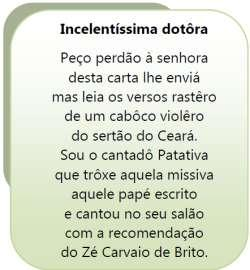 Incelentíssima dotôra
Peço perdão à senhora
desta carta lhe enviá
mas leia os versos rastêro
de um cabôco violêro
do sertão do Ceará.
Sou o cantadô Patativa
que trôxe aquela missiva
aquele papé escrito
e cantou no seu salão
com a recomendação
do Zé Carvaio de Brito.